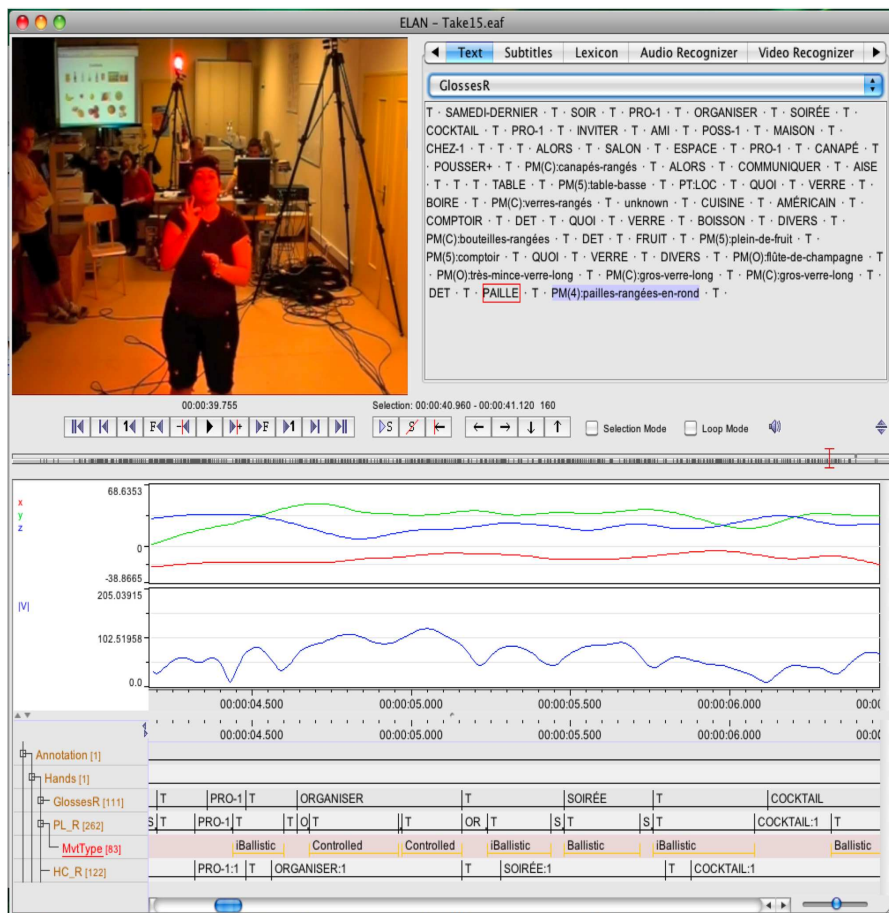 ELAN - Take15.eaf
Text Subtitles Lexicon Audio Recognizer Video Recognizer
GlossesR
T · SAMEDI-DERNIER · T · SOIR · T · PRO-1 · T · ORGANISER · T · SOIRÉE · T ·
COCKTAIL · T · PRO-1 · T · INVITER · T · AMI · T · POSS-1 · T · MAISON · T ·
CHEZ-1 · T · T · T · ALORS · T · SALON · T · ESPACE · T · PRO-1 · T · CANAPÉ · T
· POUSSER+ · T · PM(C):canapés-rangés · T · ALORS · T · COMMUNIQUER · T · AISE
· T · T · T · TABLE · T · PM(5):table-basse · T · PT:LOC · T · QUOI · T · VERRE · T ·
BOIRE · T · PM(C):verres-rangés · T · unknown · T · CUISINE · T · AMÉRICAIN · T ·
COMPTOIR · T · DET · T · QUOI · T · VERRE · T · BOISSON · T · DIVERS · T ·
PM(C):bouteilles-rangées · T · DET · T · FRUIT · T · PM(5):plein-de-fruit · T ·
PM(5):comptoir · T · QUOI · T · VERRE · T · DIVERS · T · PM(O):flûte-de-champagne · T
· PM(O):très-mince-verre-long · T · PM(C):gros-verre-long · T · PM(C):gros-verre-long · T ·
DET · T · PAILLE · T · PM(4):pailles-rangées-en-rond · T ·
00:00:39.755 Selection: 00:00:40.960 - 00:00:41.120 160
1 F + F 1 S S Selection Mode Loop Mode
x
y
z
68.6353
0
-38.8665
|V|
205.03915
102.51958
0.0
00:00:04.500 00:00:05.000 00:00:05.500 00:00:06.000 00:00
00:00:04.500 00:00:05.000 00:00:05.500 00:00:06.000 00:00
Annotation [1]
Hands [1]
GlossesR [111] T PRO-1 T ORGANISER T SOIRÉE T COCKTAIL
PL_R [262] S T PRO-1 T T O T T OR T S T S T COCKTAIL:1 T
MvtType [83] iBallistic Controlled Controlled iBallistic Ballistic iBallistic Ballistic
HC_R [122] PRO-1:1 T ORGANISER:1 T SOIRÉE:1 T COCKTAIL:1